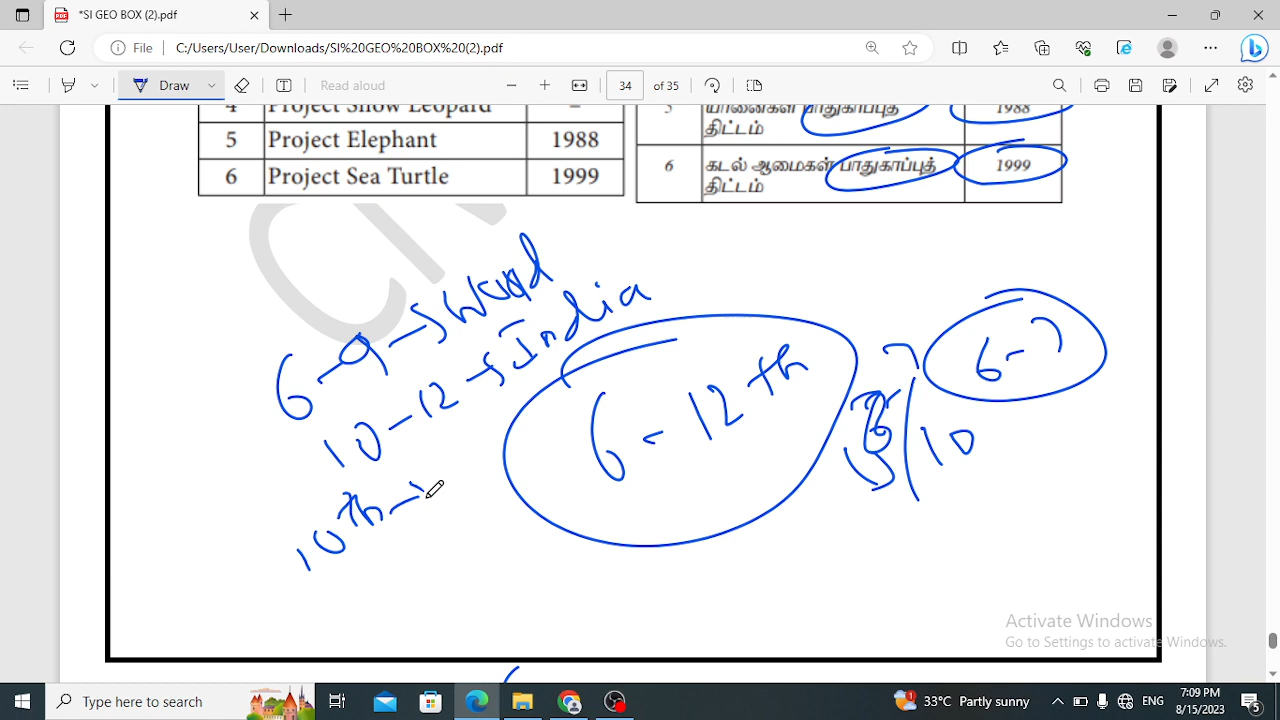 *SI GEO BOX (2).pdf
File C:/Users/User/Downloads/SI%20GEO%20BOX%20(2).pdf
Draw Read aloud 34 of 35
4 Project Snow Leopard –
5 Project Elephant 1988
6 Project Sea Turtle 1999
5 யானைகள் பாதுகாப்புத் திட்டம் 1988
6 கடல் ஆமைகள் பாதுகாப்புத் திட்டம் 1999
6 - 9 →
10 - 12 → India
10th →
6 - 12th
10
6 -
Activate Windows
Go to Settings to activate Windows.
Type here to search
33°C Partly sunny
ENG
7:09 PM
8/15/2023
5